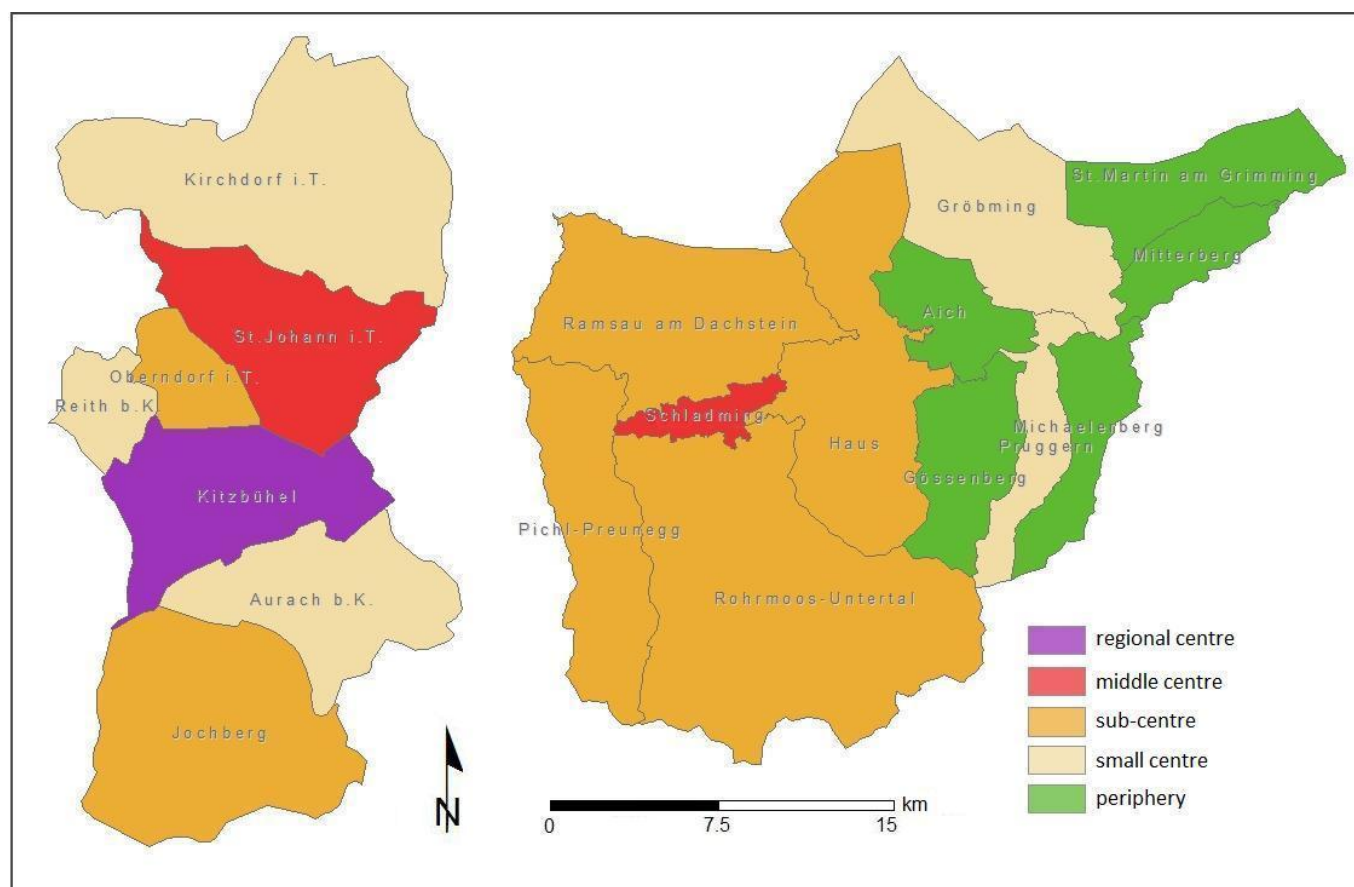 Kirchdorf i.T.
St.Johann i.T.
Oberndorf i.T.
Reith b.K.
Kitzbühel
Aurach b.K.
Jochberg
N
St.Martin am Grimming
Gröbming
Mitterberg
Aich
Ramsau am Dachstein
Schladming
Haus
Michaelerberg
Pruggern
Gössenberg
Pichl-Preunegg
Rohrmoos-Untertal
regional centre
middle centre
sub-centre
small centre
periphery
km
0
7.5
15